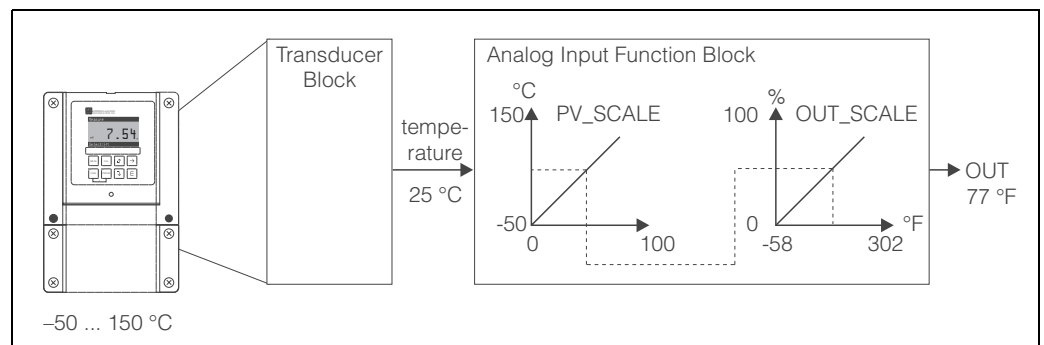 Transducer
Block
Analog Input Function Block
°C
150
PV_SCALE
-50
0
100
%
100
OUT_SCALE
0
-58
302
°F
tempe-
rature
25 °C
OUT
77 °F
7.54
–50 ... 150 °C